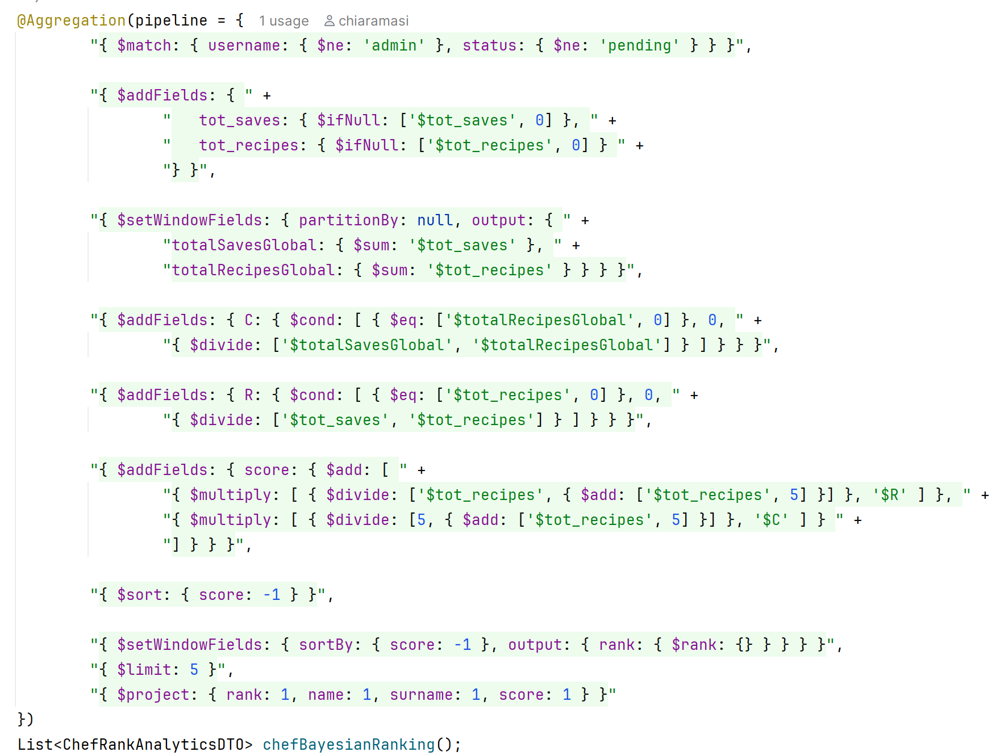 @Aggregation(pipeline = {  1 usage  chiaramasi
        "{ $match: { username: { $ne: 'admin' }, status: { $ne: 'pending' } } }",

        "{ $addFields: { " +
                "   tot_saves: { $ifNull: ['$tot_saves', 0] }, " +
                "   tot_recipes: { $ifNull: ['$tot_recipes', 0] } " +
                "} }",

        "{ $setWindowFields: { partitionBy: null, output: { " +
                "totalSavesGlobal: { $sum: '$tot_saves' }, " +
                "totalRecipesGlobal: { $sum: '$tot_recipes' } } } }",

        "{ $addFields: { C: { $cond: [ { $eq: ['$totalRecipesGlobal', 0] }, 0, " +
                "{ $divide: ['$totalSavesGlobal', '$totalRecipesGlobal'] } ] } } }",

        "{ $addFields: { R: { $cond: [ { $eq: ['$tot_recipes', 0] }, 0, " +
                "{ $divide: ['$tot_saves', '$tot_recipes'] } ] } } }",

        "{ $addFields: { score: { $add: [ " +
                "{ $multiply: [ { $divide: ['$tot_recipes', { $add: ['$tot_recipes', 5] }] }, '$R' ] }, " +
                "{ $multiply: [ { $divide: [5, { $add: ['$tot_recipes', 5] }] }, '$C' ] } " +
                "] } } }",

        "{ $sort: { score: -1 } }",

        "{ $setWindowFields: { sortBy: { score: -1 }, output: { rank: { $rank: {} } } } }",
        "{ $limit: 5 }",
        "{ $project: { rank: 1, name: 1, surname: 1, score: 1 } }"
})
List<ChefRankAnalyticsDTO> chefBayesianRanking();